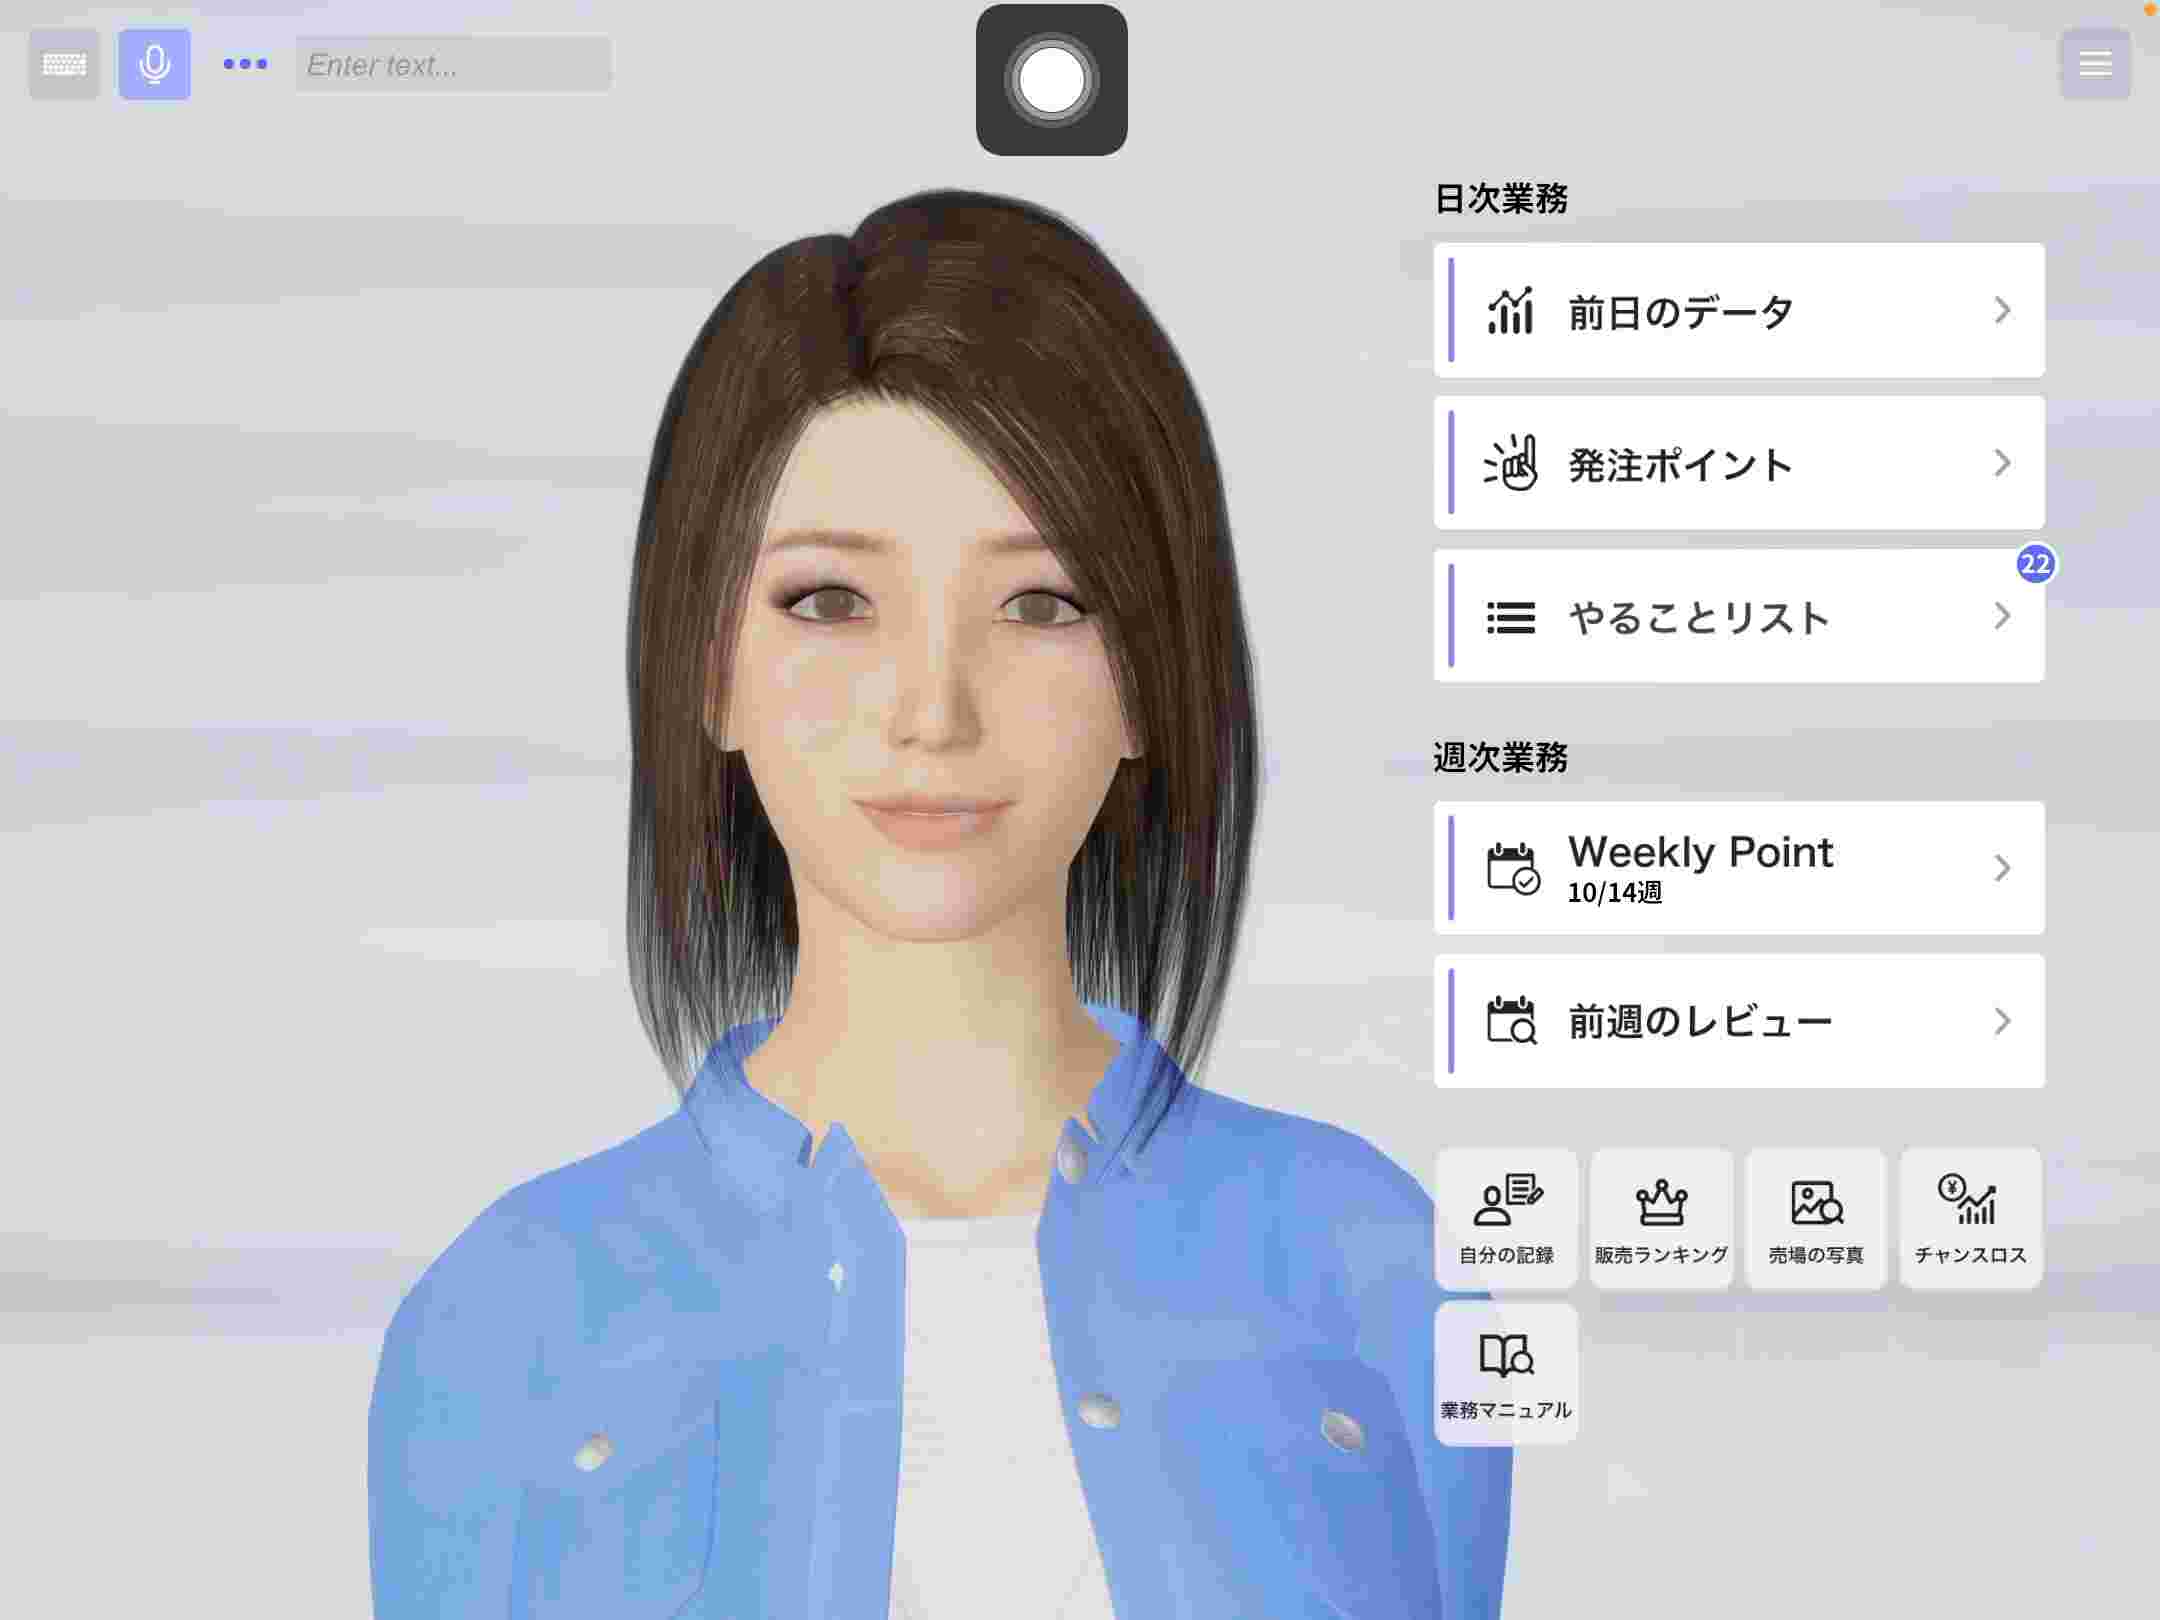 Enter text...
日次業務
前日のデータ
発注ポイント
22
やることリスト
週次業務
Weekly Point
10/14週
前週のレビュー
自分の記録
販売ランキング
売場の写真
¥
チャンスロス
業務マニュアル